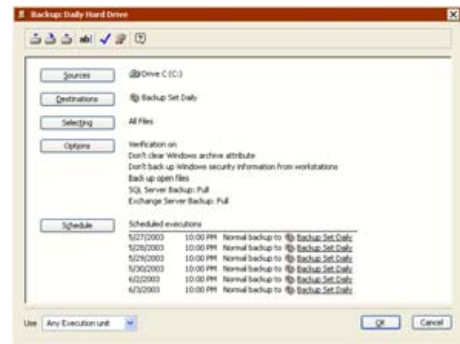 Backup: Daily Hard Drive
Sources
Drive C (C:)
Destinations
Backup Set Daily
Selecting
All Files
Options
Verification on
Don't clear Windows archive attribute
Don't back up Windows security information from workstations
Back up open files
SQL Server Backup: Full
Exchange Server Backup: Full
Schedule
Scheduled executions
5/27/2003 10:00 PM Normal backup to Backup Set Daily
5/28/2003 10:00 PM Normal backup to Backup Set Daily
5/29/2003 10:00 PM Normal backup to Backup Set Daily
5/30/2003 10:00 PM Normal backup to Backup Set Daily
6/2/2003 10:00 PM Normal backup to Backup Set Daily
6/3/2003 10:00 PM Normal backup to Backup Set Daily
Use Any Execution unit
OK Cancel